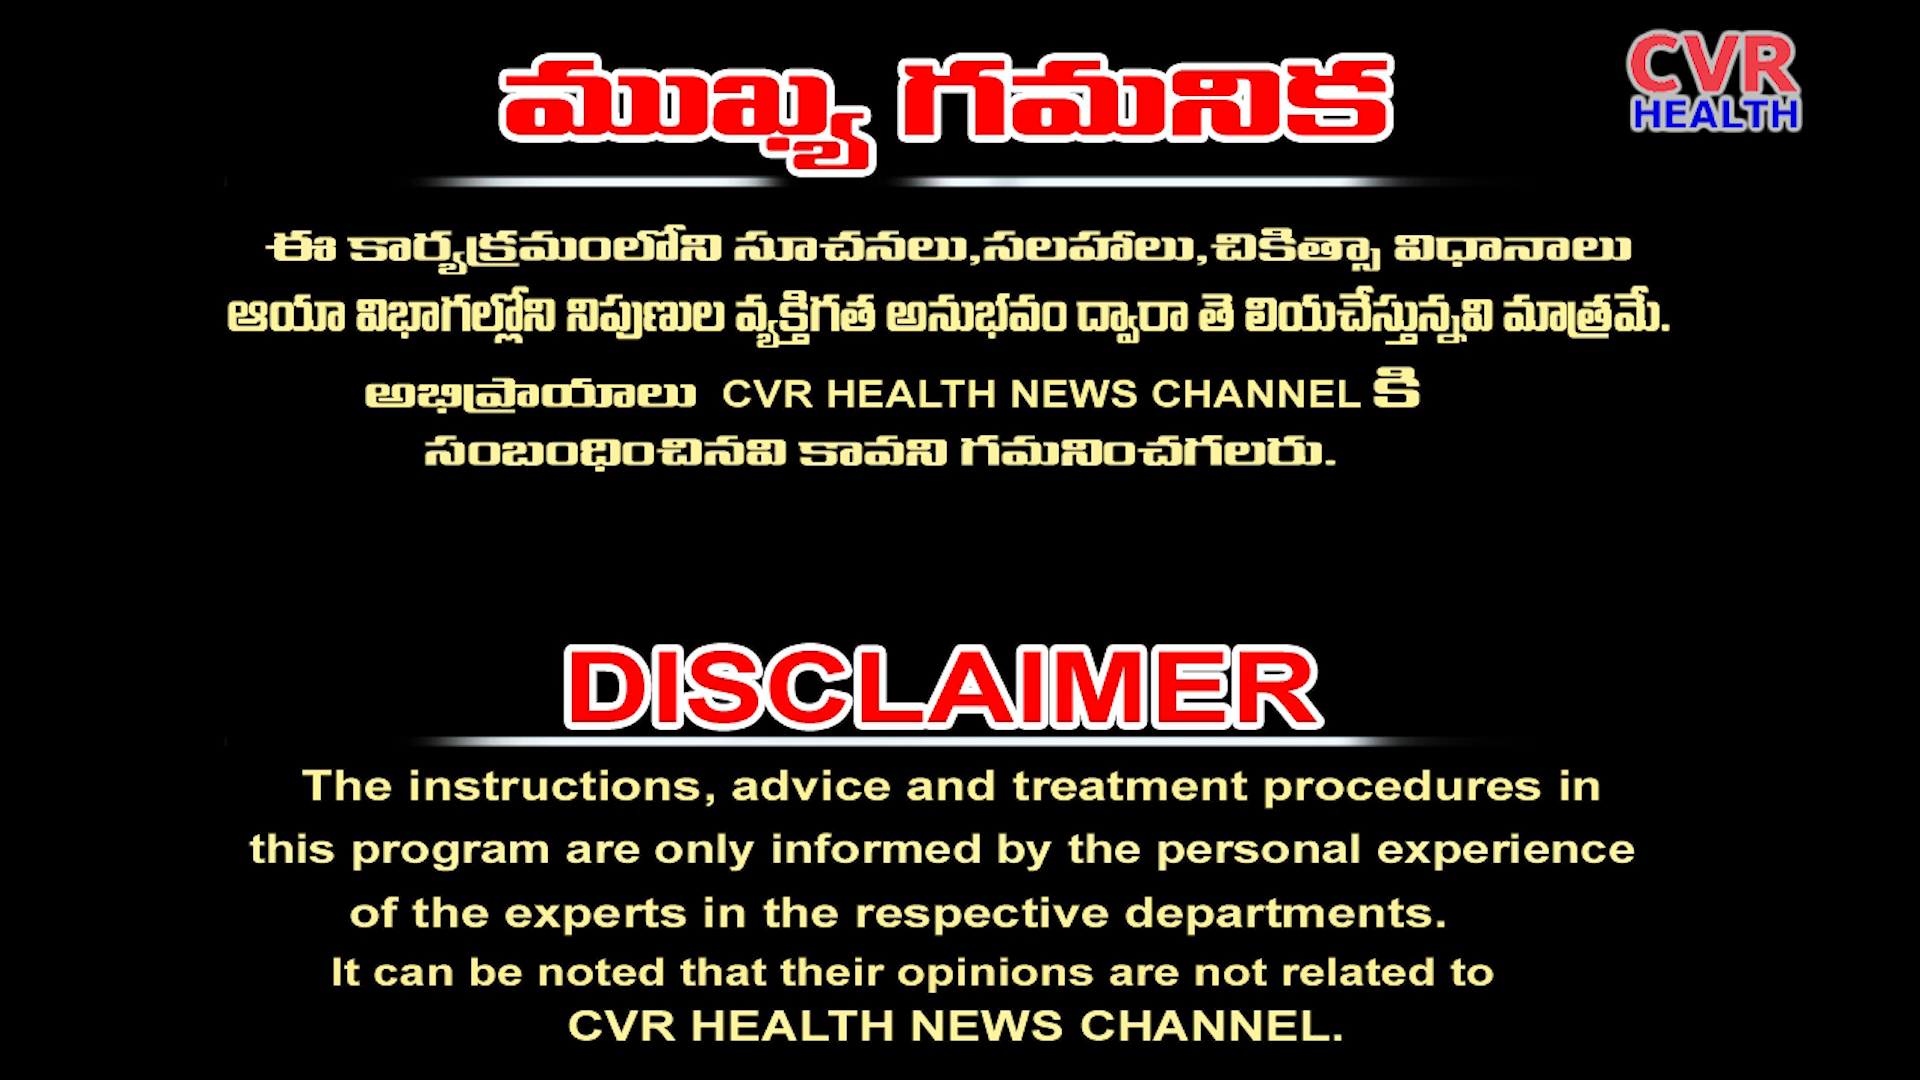 ముఖ్య గమనిక
CVR
HEALTH
ఈ కార్యక్రమంలోని సూచనలు,సలహాలు,చికిత్సా విధానాలు
ఆయా విభాగల్లోని నిపుణుల వ్యక్తిగత అనుభవం ద్వారా తె లియచేస్తున్నవి మాత్రమే.
అభిప్రాయాలు CVR HEALTH NEWS CHANNEL కి
సంబంధించినవి కావని గమనించగలరు.
DISCLAIMER
The instructions, advice and treatment procedures in
this program are only informed by the personal experience
of the experts in the respective departments.
It can be noted that their opinions are not related to
CVR HEALTH NEWS CHANNEL.